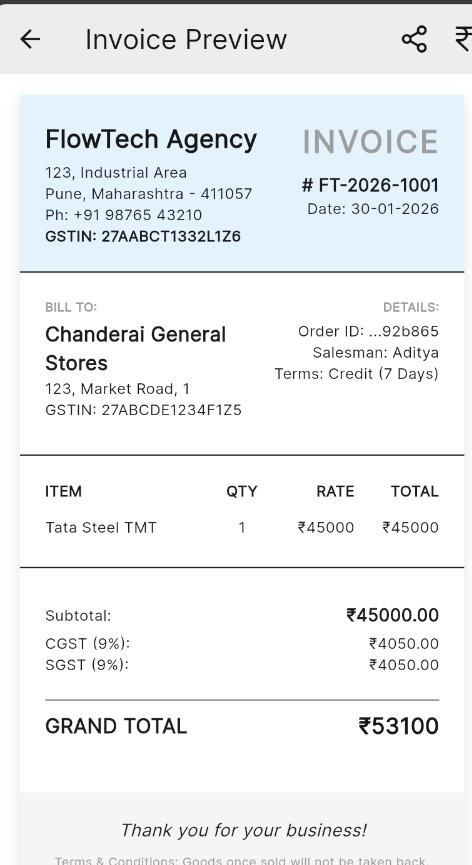 Invoice Preview
₹
FlowTech Agency
123, Industrial Area
Pune, Maharashtra - 411057
Ph: +91 98765 43210
GSTIN: 27AABCT1332L1Z6
INVOICE
# FT-2026-1001
Date: 30-01-2026
BILL TO:
Chanderai General
Stores
123, Market Road, 1
GSTIN: 27ABCDE1234F1Z5
DETAILS:
Order ID: ...92b865
Salesman: Aditya
Terms: Credit (7 Days)
ITEM QTY RATE TOTAL
Tata Steel TMT 1 ₹45000 ₹45000
Subtotal: ₹45000.00
CGST (9%): ₹4050.00
SGST (9%): ₹4050.00
GRAND TOTAL ₹53100
Thank you for your business!
Terms & Conditions: Goods once sold will not be taken back.